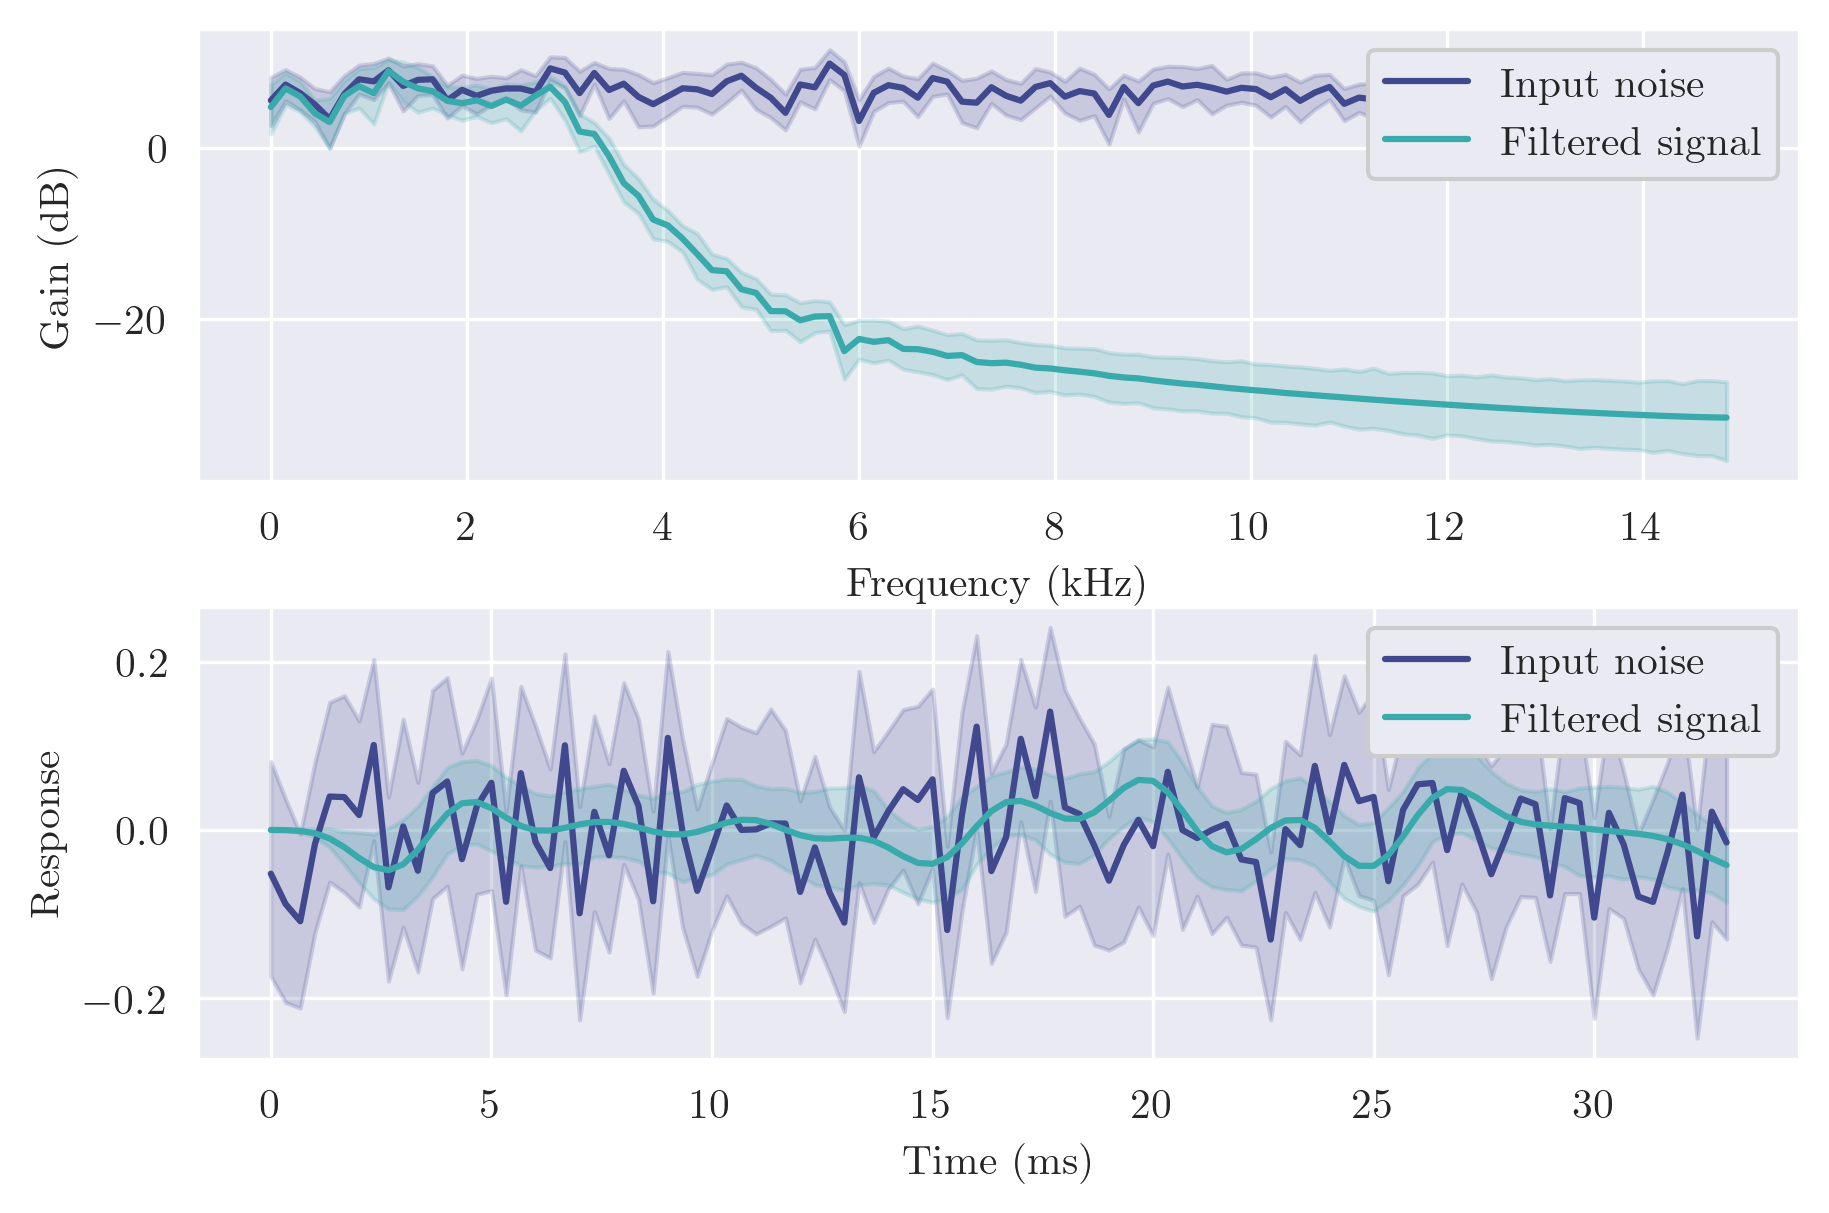 Input noise
Filtered signal
Gain (dB)
0
−20
0 2 4 6 8 10 12 14
Frequency (kHz)
Input noise
Filtered signal
Response
0.2
0.0
−0.2
0 5 10 15 20 25 30
Time (ms)